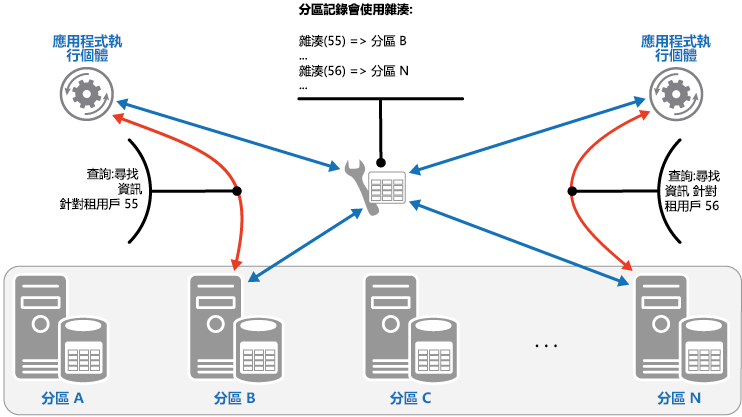 分區記錄會使用雜湊:
雜湊(55) => 分區 B
...
雜湊(56) => 分區 N
...
應用程式執
行個體
應用程式執
行個體
查詢:尋找
資訊
針對租用戶 55
查詢:尋找
資訊 針對
租用戶 56
...
分區 A
分區 B
分區 C
分區 N